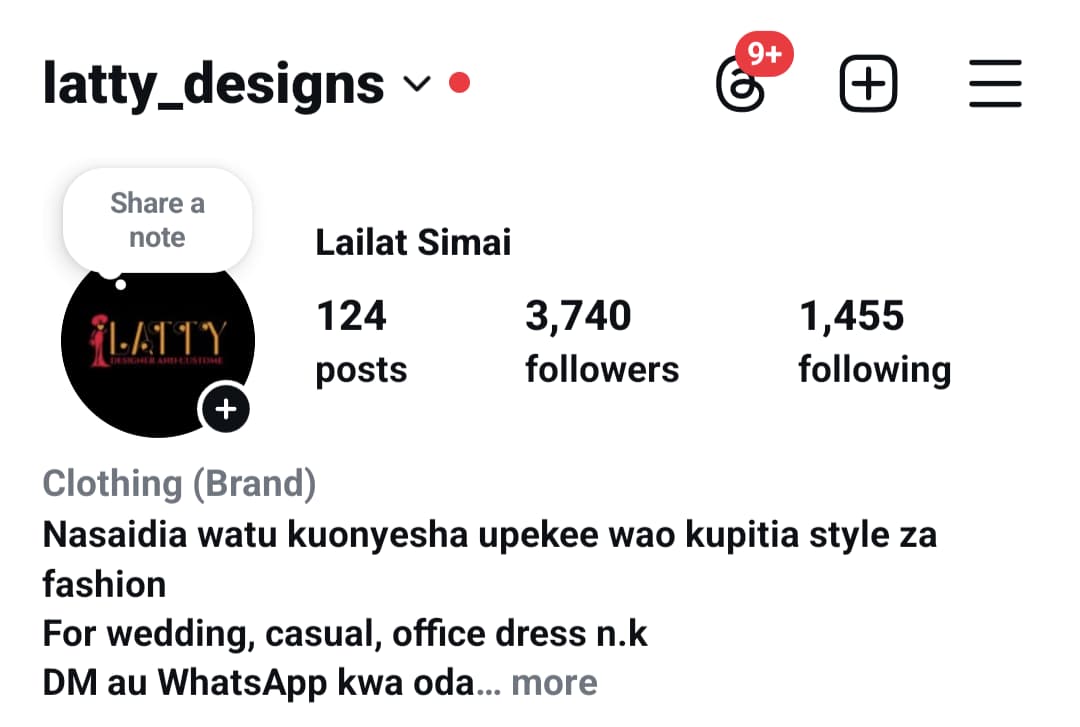 latty_designs
9+
Share a
note
Lailat Simai
124
3,740
1,455
posts
followers
following
LATTY
DESIGNER AND CUSTOME
Clothing (Brand)
Nasaidia watu kuonyesha upekee wao kupitia style za
fashion
For wedding, casual, office dress n.k
DM au WhatsApp kwa oda... more